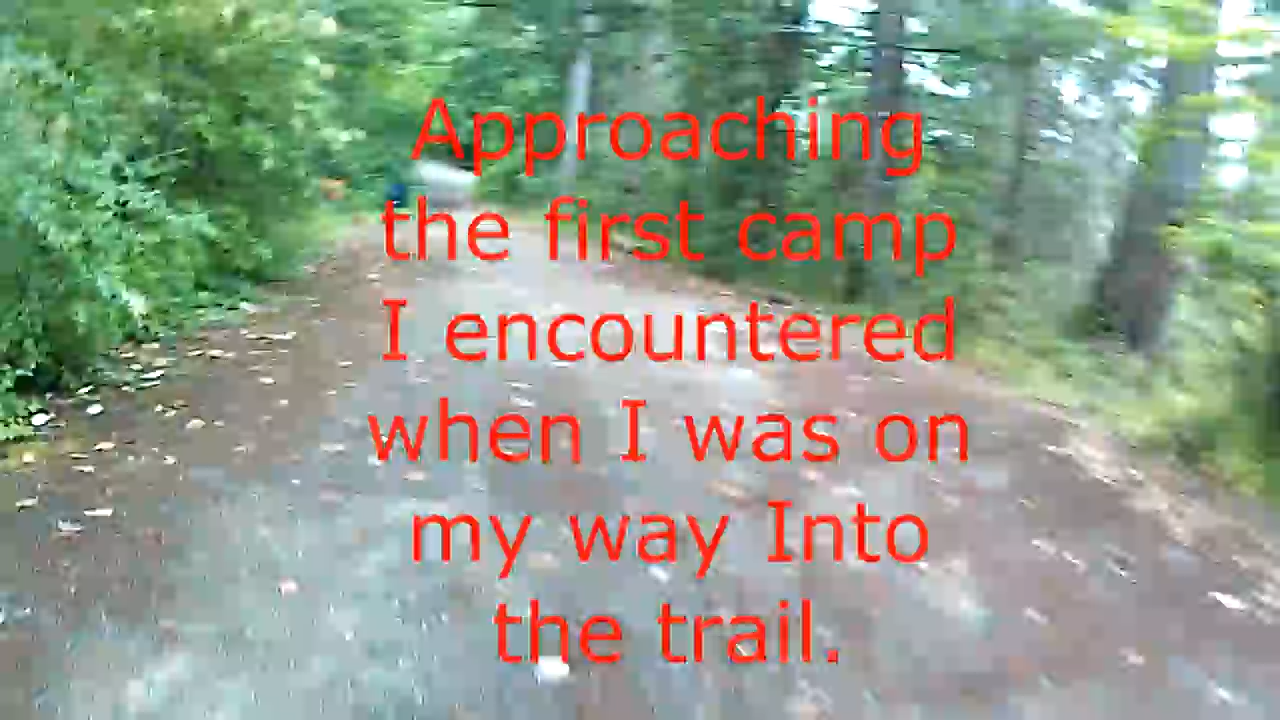 Approaching
the first camp
I encountered
when I was on
my way Into
the trail.